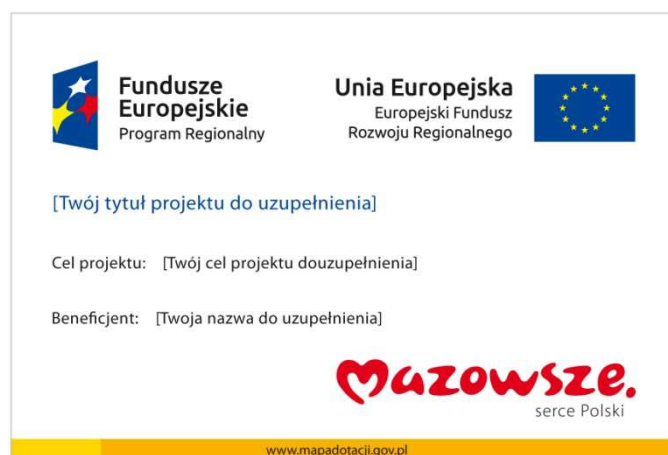 Fundusze
Europejskie
Program Regionalny
Unia Europejska
Europejski Fundusz
Rozwoju Regionalnego
[Twój tytuł projektu do uzupełnienia]
Cel projektu: [Twój cel projektu douzupełnienia]
Beneficjent: [Twoja nazwa do uzupełnienia]
mazowsze.
serce Polski
www.mapadotacji.gov.pl